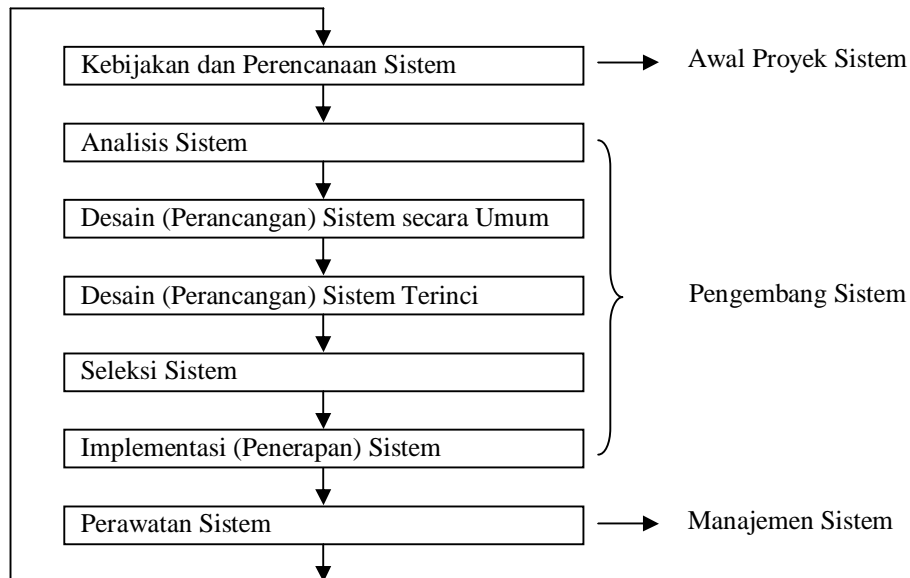 Kebijakan dan Perencanaan Sistem
Awal Proyek Sistem
Analisis Sistem
Desain (Perancangan) Sistem secara Umum
Desain (Perancangan) Sistem Terinci
Pengembang Sistem
Seleksi Sistem
Implementasi (Penerapan) Sistem
Perawatan Sistem
Manajemen Sistem